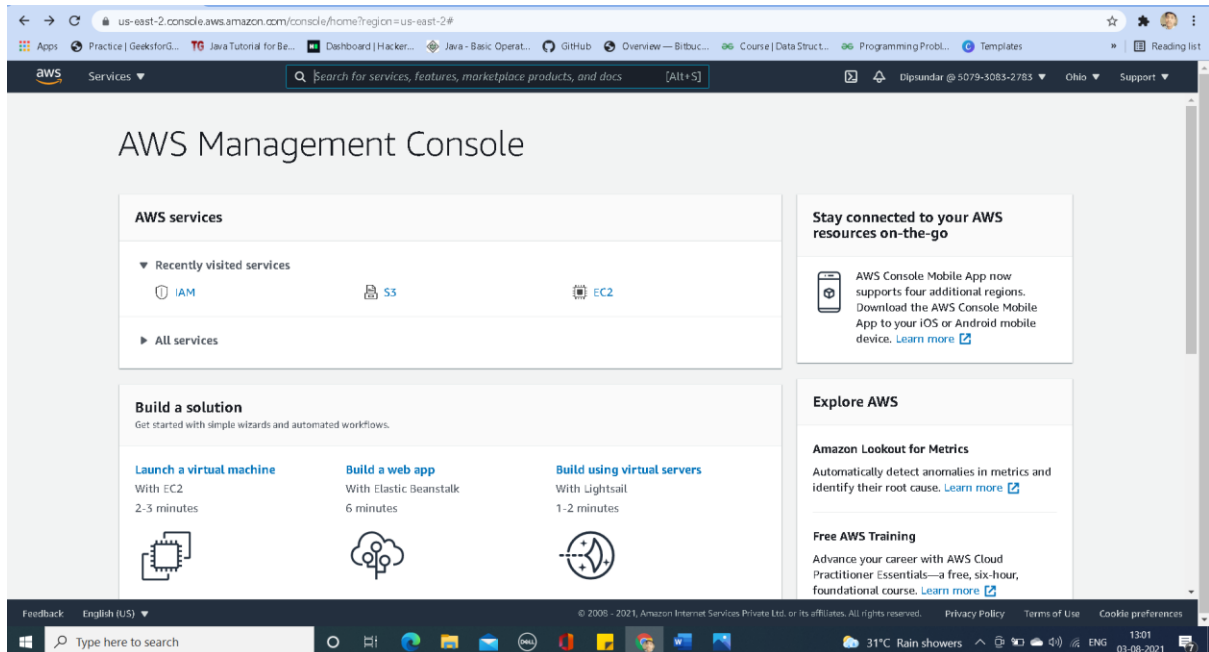 us-east-2.console.aws.amazon.com/console/home?region=us-east-2#
Apps Practice | GeeksforG... Java Tutorial for Be... Dashboard | Hacker... Java - Basic Operat... GitHub Overview — Bitbuc... Course | Data Struct... Programming Probl... Templates » Reading list
aws Services ▼ Search for services, features, marketplace products, and docs [Alt+S] Dipsundar @ 5079-3083-2783 ▼ Ohio ▼ Support ▼
AWS Management Console
AWS services
▼ Recently visited services
IAM S3 EC2
▶ All services
Build a solution
Get started with simple wizards and automated workflows.
Launch a virtual machine
With EC2
2-3 minutes
Build a web app
With Elastic Beanstalk
6 minutes
Build using virtual servers
With Lightsail
1-2 minutes
Stay connected to your AWS
resources on-the-go
AWS Console Mobile App now
supports four additional regions.
Download the AWS Console Mobile
App to your iOS or Android mobile
device. Learn more
Explore AWS
Amazon Lookout for Metrics
Automatically detect anomalies in metrics and
identify their root cause. Learn more
Free AWS Training
Advance your career with AWS Cloud
Practitioner Essentials—a free, six-hour,
foundational course. Learn more
Feedback English (US) ▼ © 2008 - 2021, Amazon Internet Services Private Ltd. or its affiliates. All rights reserved. Privacy Policy Terms of Use Cookie preferences
Type here to search 31°C Rain showers ENG 13:01
03-08-2021